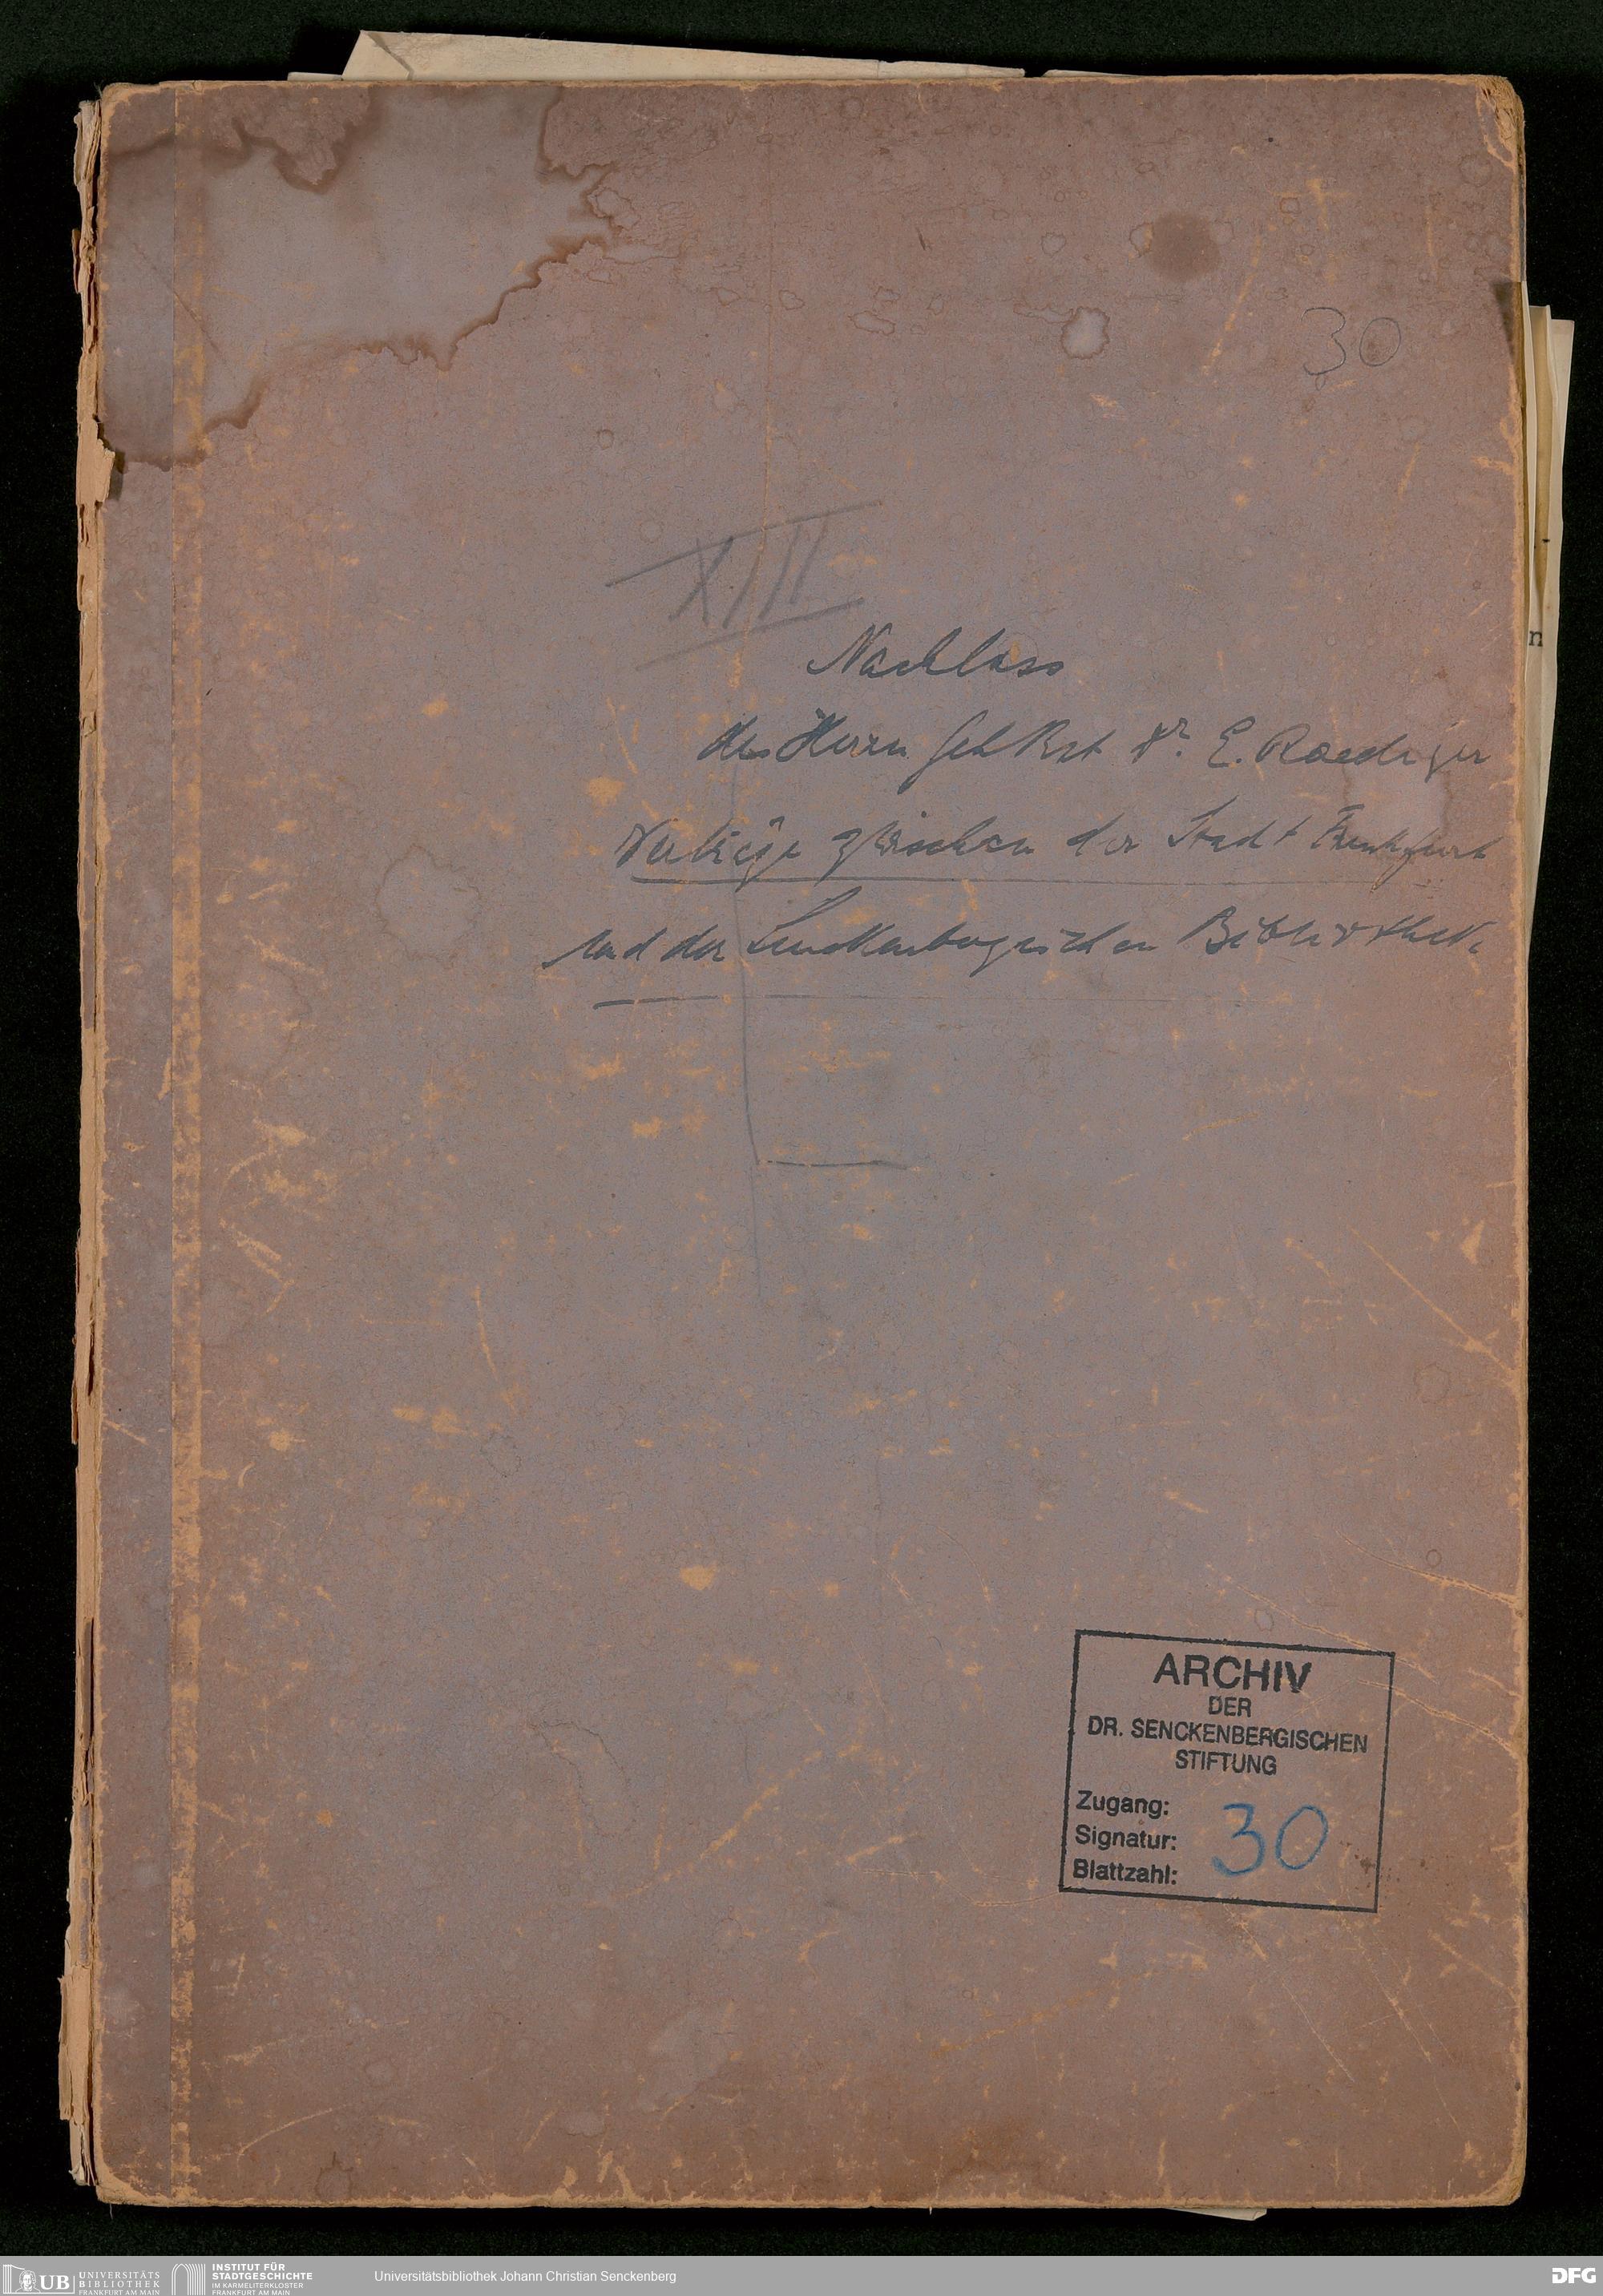 30
XIII
Nachlass
des Herrn Geh Rat Dr. E. Roediger
Verträge zwischen der Stadt Frankfurt
und der Senckenbergischen Bibliothek.
n
ARCHIV
DER
DR. SENCKENBERGISCHEN
STIFTUNG
Zugang:
Signatur: 30
Blattzahl:
UB UNIVERSITÄTS
BIBLIOTHEK
FRANKFURT AM MAIN
INSTITUT FÜR
STADTGESCHICHTE
IM KARMELITERKLOSTER
FRANKFURT AM MAIN
Universitätsbibliothek Johann Christian Senckenberg
DFG